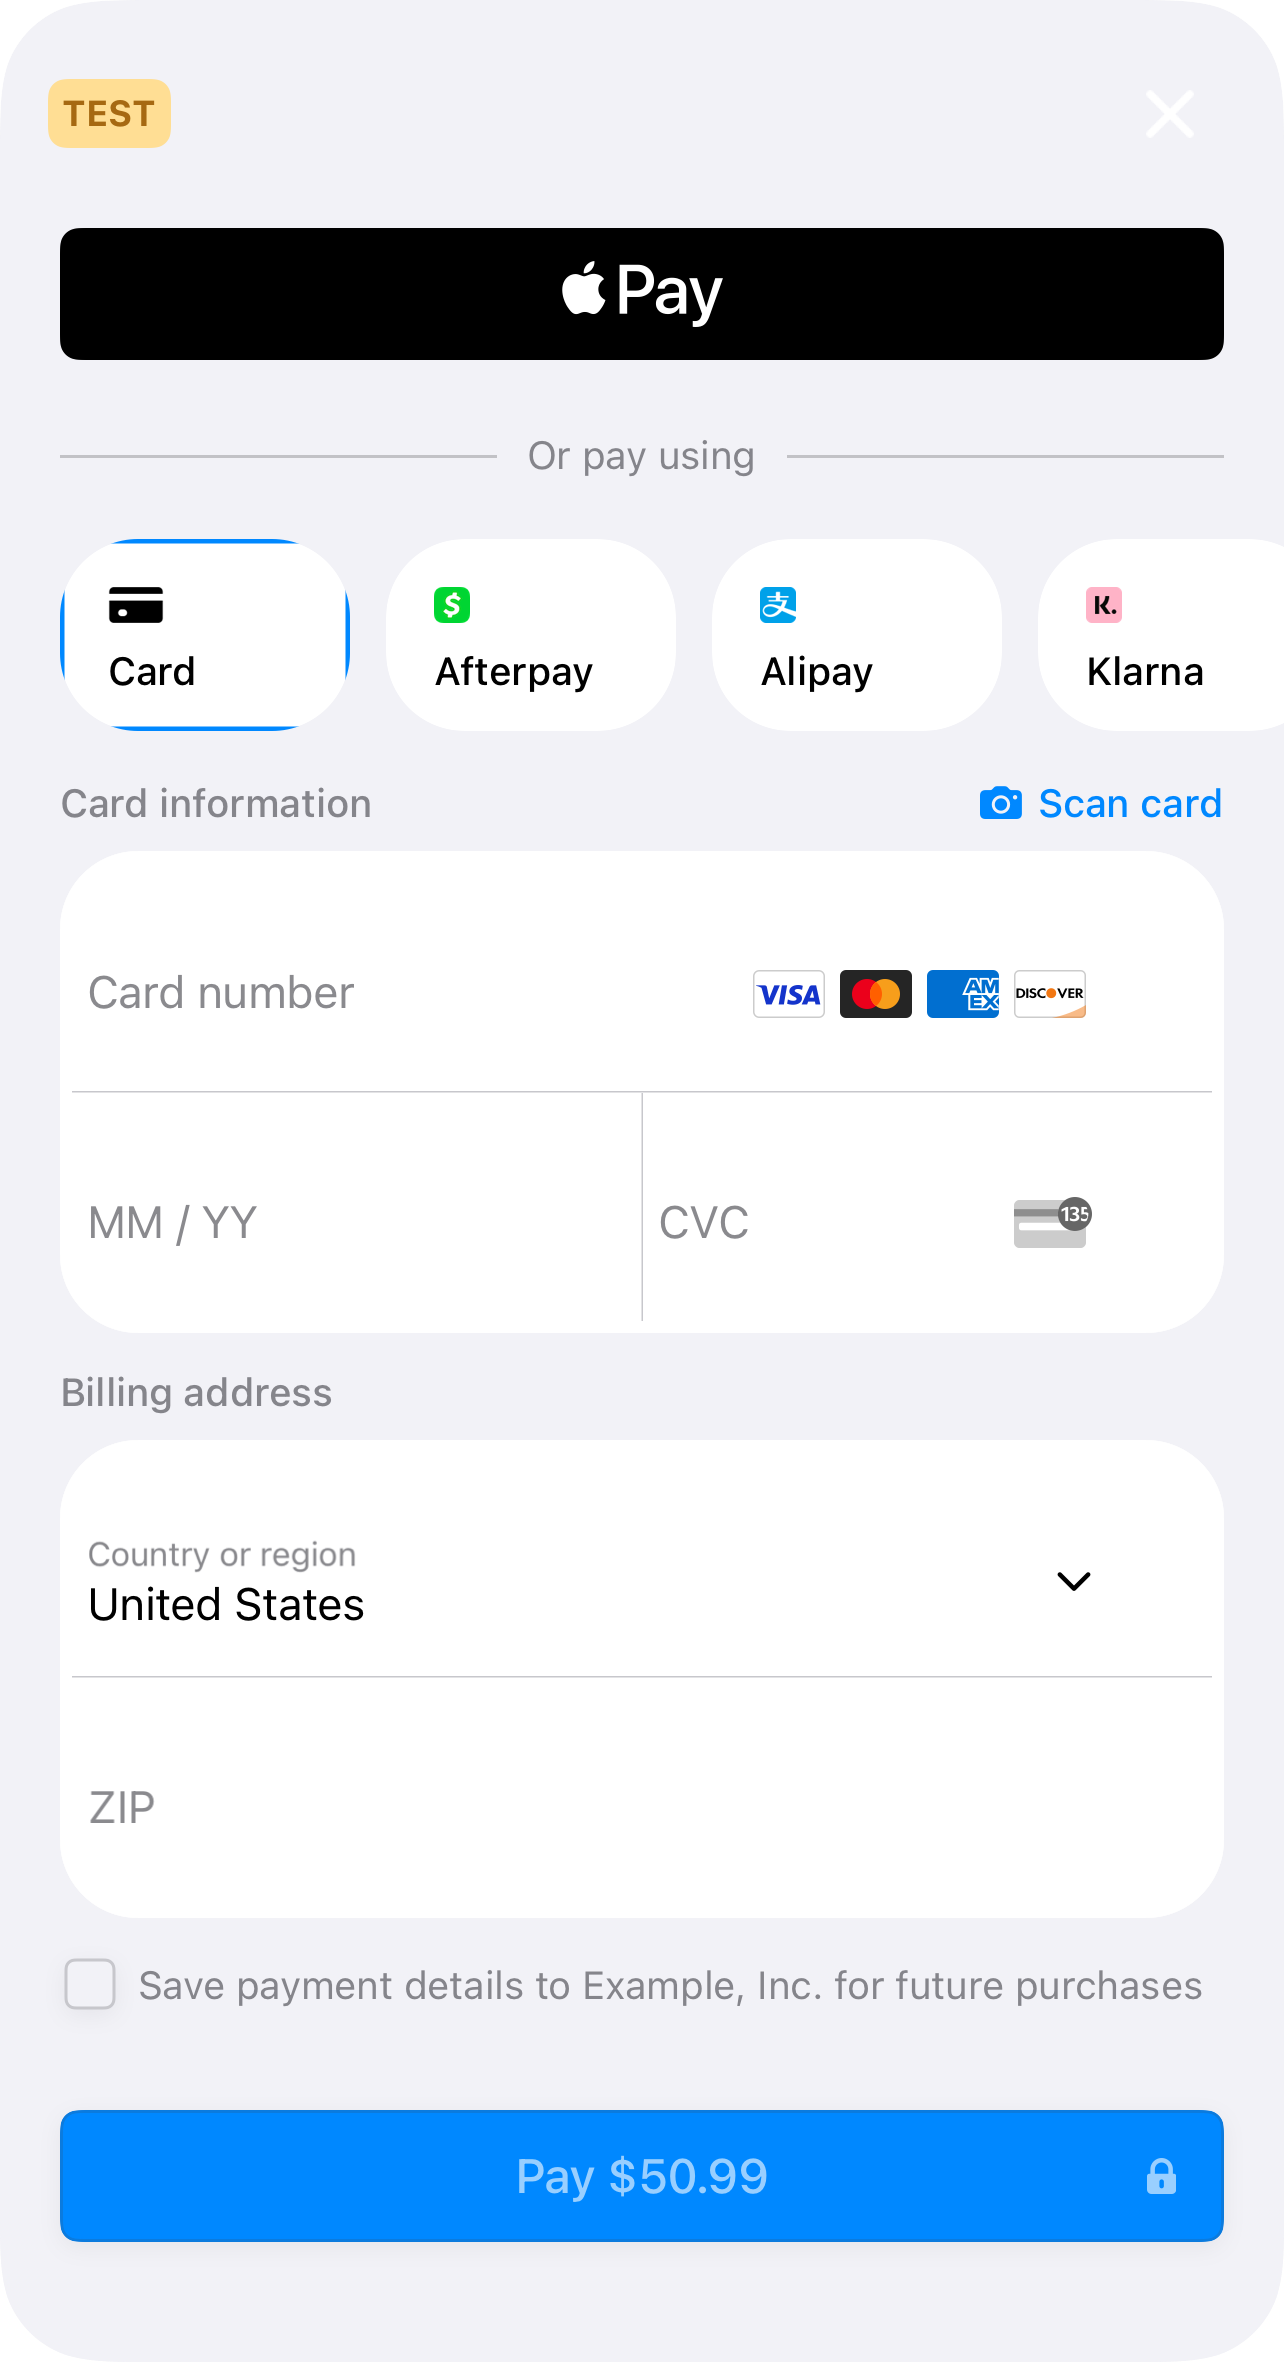 TEST
Pay
Or pay using
Card
Afterpay
Alipay
Klarna
Card information
Scan card
Card number
VISA
AM
EX
DISCOVER
MM / YY
CVC
135
Billing address
Country or region
United States
ZIP
Save payment details to Example, Inc. for future purchases
Pay $50.99